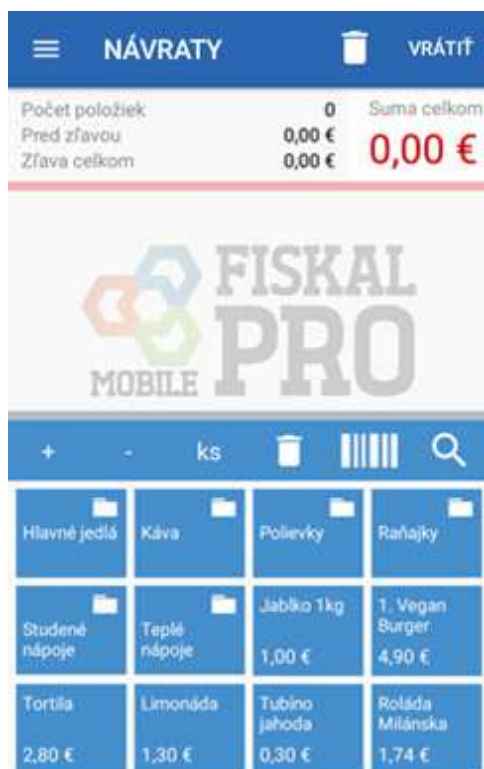 NÁVRATY VRÁTIŤ
Počet položiek 0 Suma celkom
Pred zľavou 0,00 € 0,00 €
Zľava celkom 0,00 €
FISKAL
PRO
MOBILE
+ - ks
Hlavné jedlá Káva Polievky Raňajky
Studené nápoje
Teplé nápoje
Jablko 1kg
1,00 €
1. Vegan Burger
4,90 €
Tortila
2,80 €
Limonáda
1,30 €
Tubino jahoda
0,30 €
Roláda Milánska
1,74 €